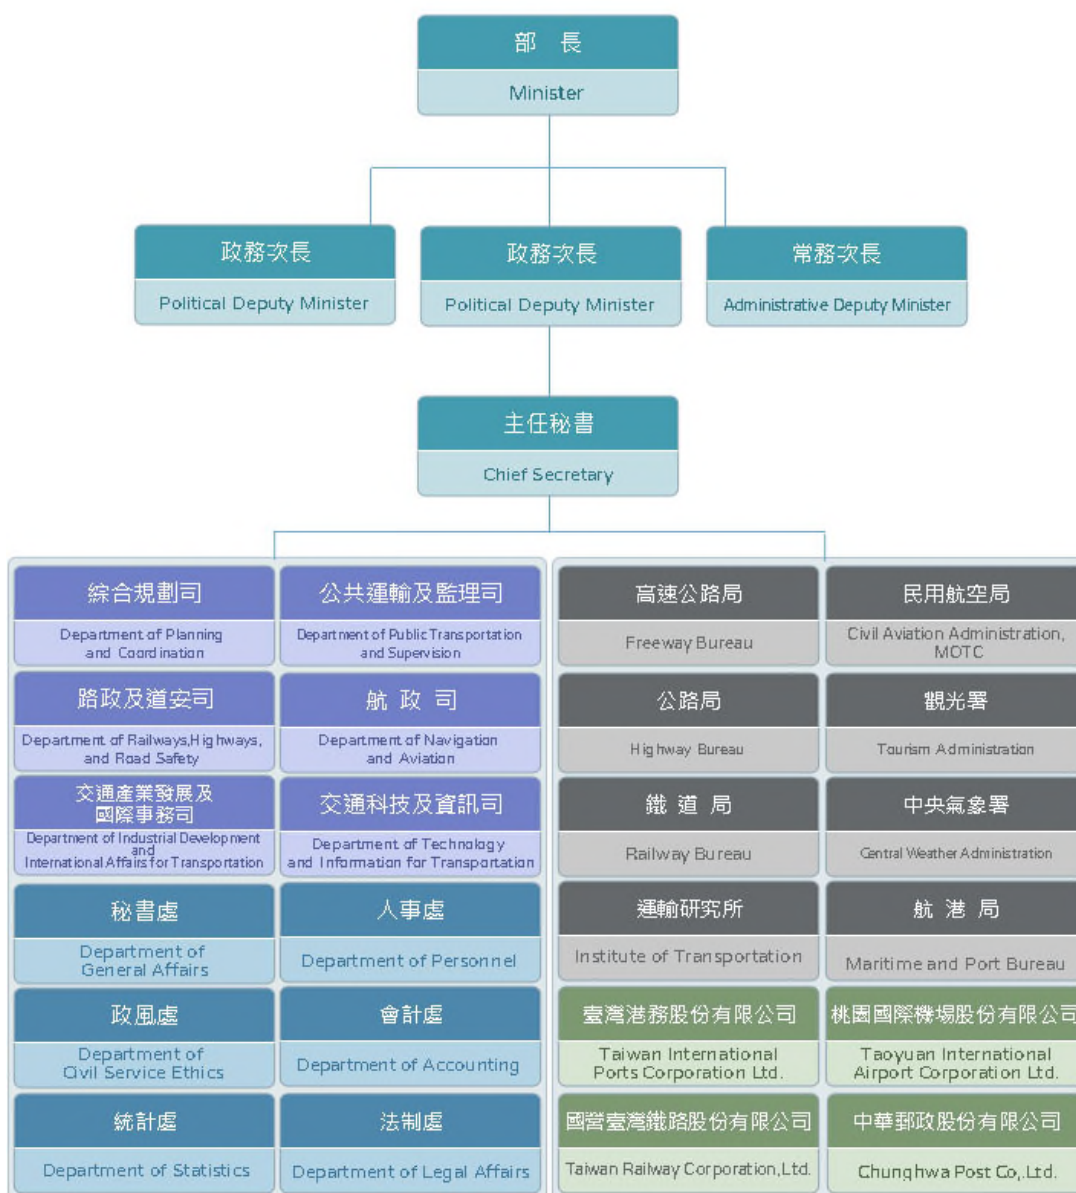 部 長
Minister
政務次長
Political Deputy Minister
政務次長
Political Deputy Minister
常務次長
Administrative Deputy Minister
主任秘書
Chief Secretary
綜合規劃司
Department of Planning
and Coordination
公共運輸及監理司
Department of Public Transportation
and Supervision
路政及道安司
Department of Railways,Highways,
and Road Safety
航 政 司
Department of Navigation
and Aviation
交通產業發展及
國際事務司
Department of Industrial Development
and
International Affairs for Transportation
交通科技及資訊司
Department of Technology
and Information for Transportation
秘書處
Department of
General Affairs
人事處
Department of Personnel
政風處
Department of
Civil Service Ethics
會計處
Department of Accounting
統計處
Department of Statistics
法制處
Department of Legal Affairs
高速公路局
Freeway Bureau
民用航空局
Civil Aviation Administration,
MOTC
公路局
Highway Bureau
觀光署
Tourism Administration
鐵 道 局
Railway Bureau
中央氣象署
Central Weather Administration
運輸研究所
Institute of Transportation
航 港 局
Maritime and Port Bureau
臺灣港務股份有限公司
Taiwan International
Ports Corporation Ltd.
桃園國際機場股份有限公司
Taoyuan International
Airport Corporation Ltd.
國營臺灣鐵路股份有限公司
Taiwan Railway Corporation,Ltd.
中華郵政股份有限公司
Chunghwa Post Co,.Ltd.